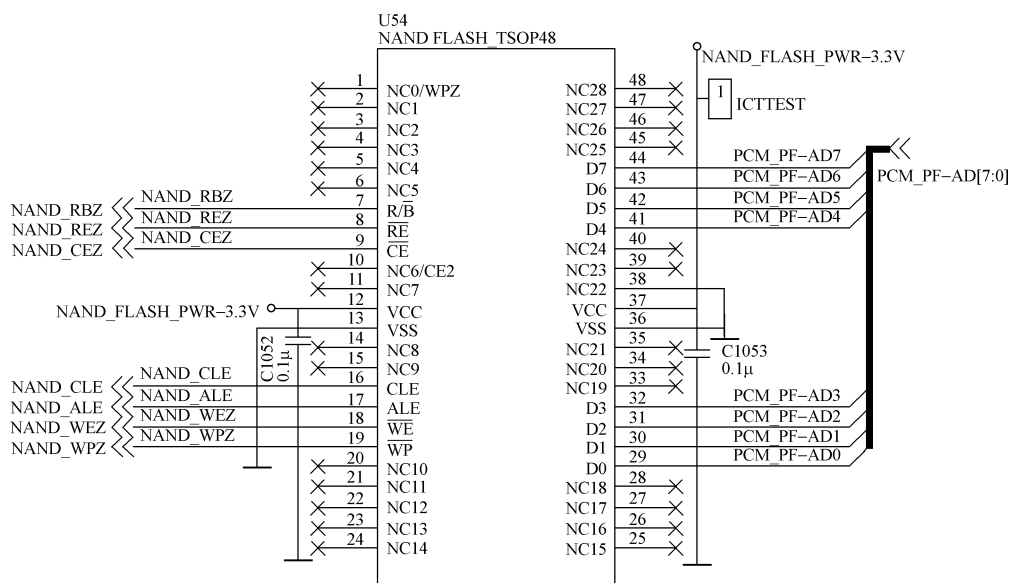 U54
NAND FLASH_TSOP48
NAND_FLASH_PWR–3.3V
1 ICTTEST
1 NC0/WPZ NC28 48
2 NC1 NC27 47
3 NC2 NC26 46
4 NC3 NC25 45
5 NC4 D7 44 PCM_PF–AD7
6 NC5 D6 43 PCM_PF–AD6
PCM_PF–AD[7:0]
NAND_RBZ NAND_RBZ 7 R/B̅ D5 42 PCM_PF–AD5
NAND_REZ NAND_REZ 8 R̅E̅ D4 41 PCM_PF–AD4
NAND_CEZ NAND_CEZ 9 C̅E̅ NC24 40
10 NC6/CE2 NC23 39
11 NC7 NC22 38
NAND_FLASH_PWR–3.3V 12 VCC VCC 37
13 VSS VSS 36
14 NC8 NC21 35
15 NC9 NC20 34
C1052
0.1μ
C1053
0.1μ
NAND_CLE NAND_CLE 16 CLE NC19 33
NAND_ALE NAND_ALE 17 ALE D3 32 PCM_PF–AD3
NAND_WEZ NAND_WEZ 18 W̅E̅ D2 31 PCM_PF–AD2
NAND_WPZ NAND_WPZ 19 W̅P̅ D1 30 PCM_PF–AD1
20 NC10 D0 29 PCM_PF–AD0
21 NC11 NC18 28
22 NC12 NC17 27
23 NC13 NC16 26
24 NC14 NC15 25